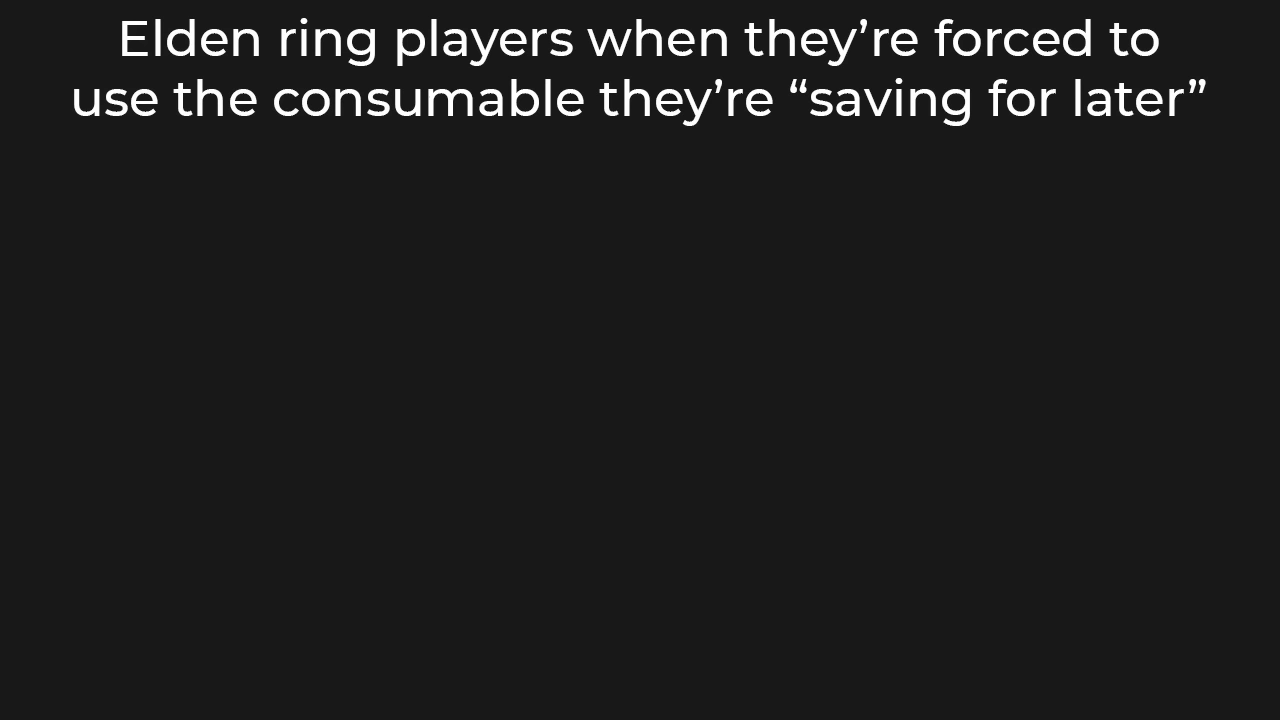 Elden ring players when they’re forced to
use the consumable they’re “saving for later”